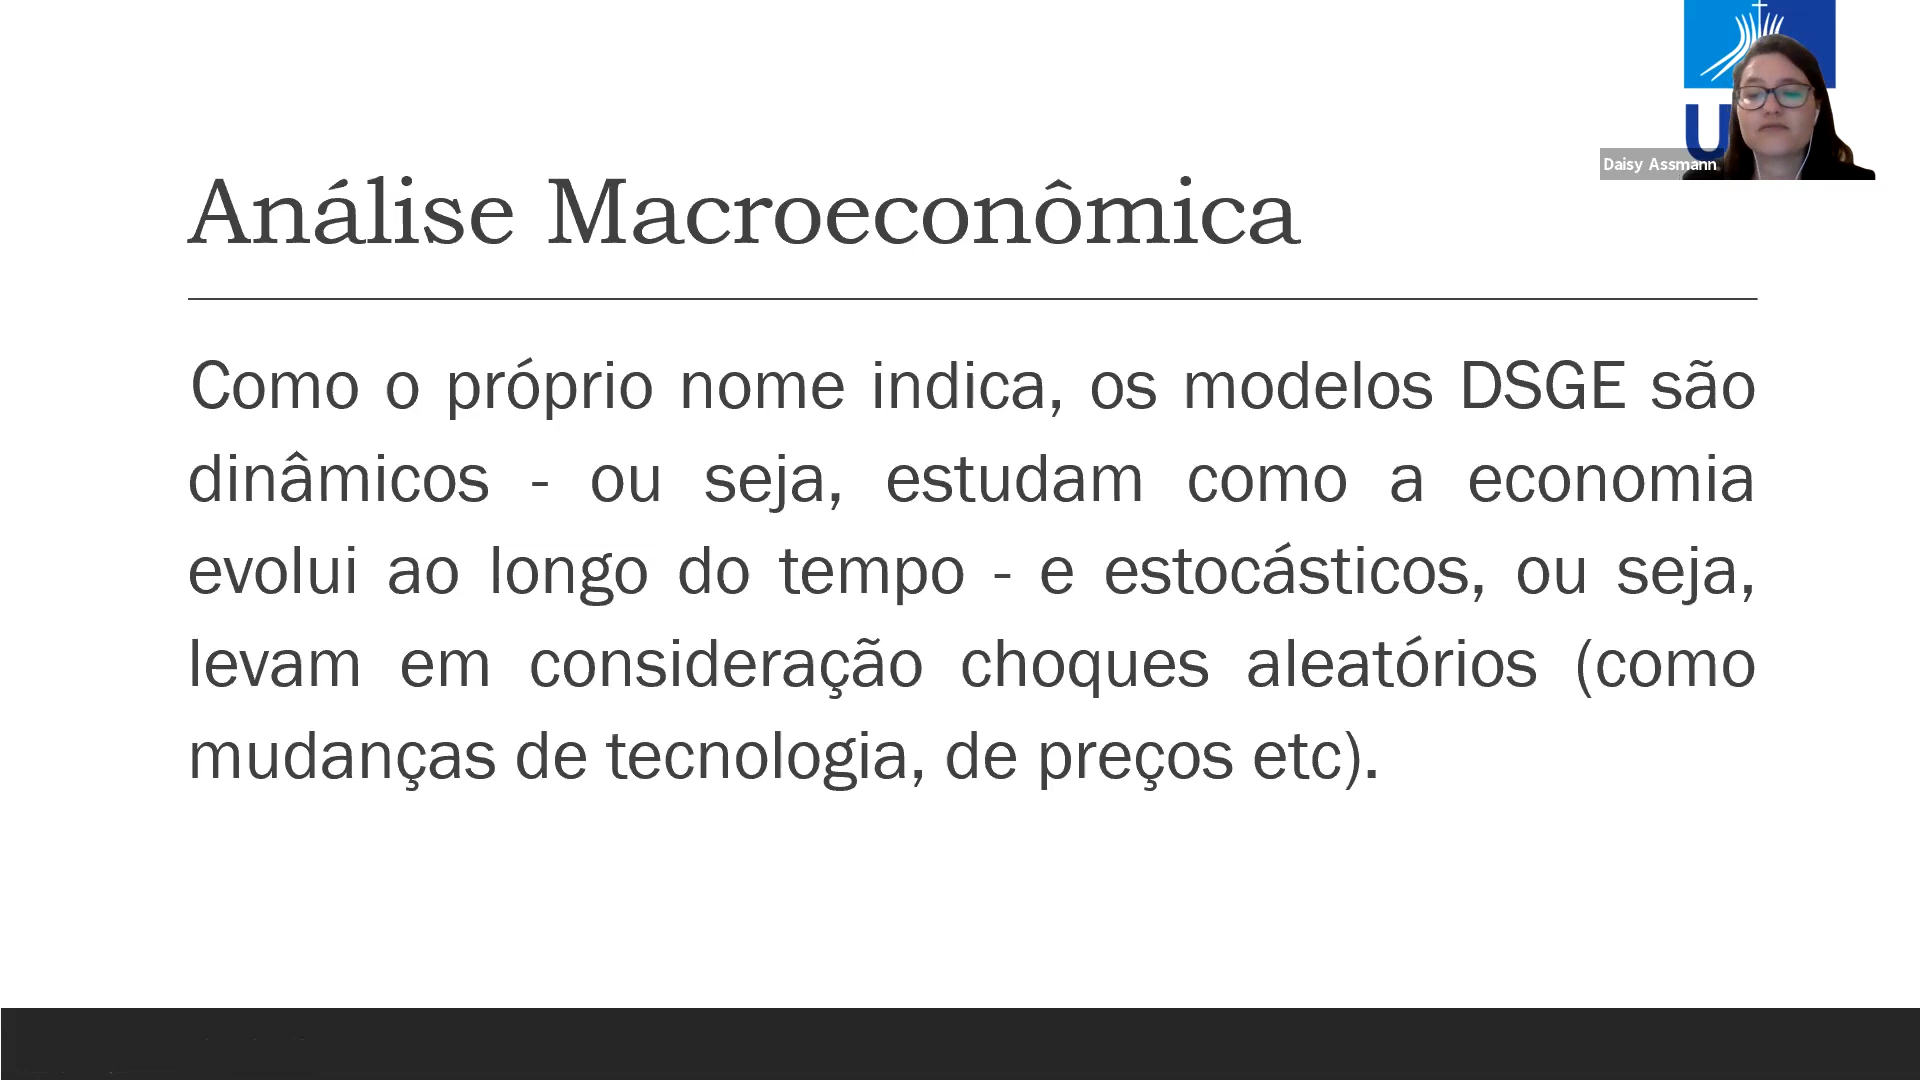 U
Daisy Assmann
Análise Macroeconômica
Como o próprio nome indica, os modelos DSGE são
dinâmicos - ou seja, estudam como a economia
evolui ao longo do tempo - e estocásticos, ou seja,
levam em consideração choques aleatórios (como
mudanças de tecnologia, de preços etc).